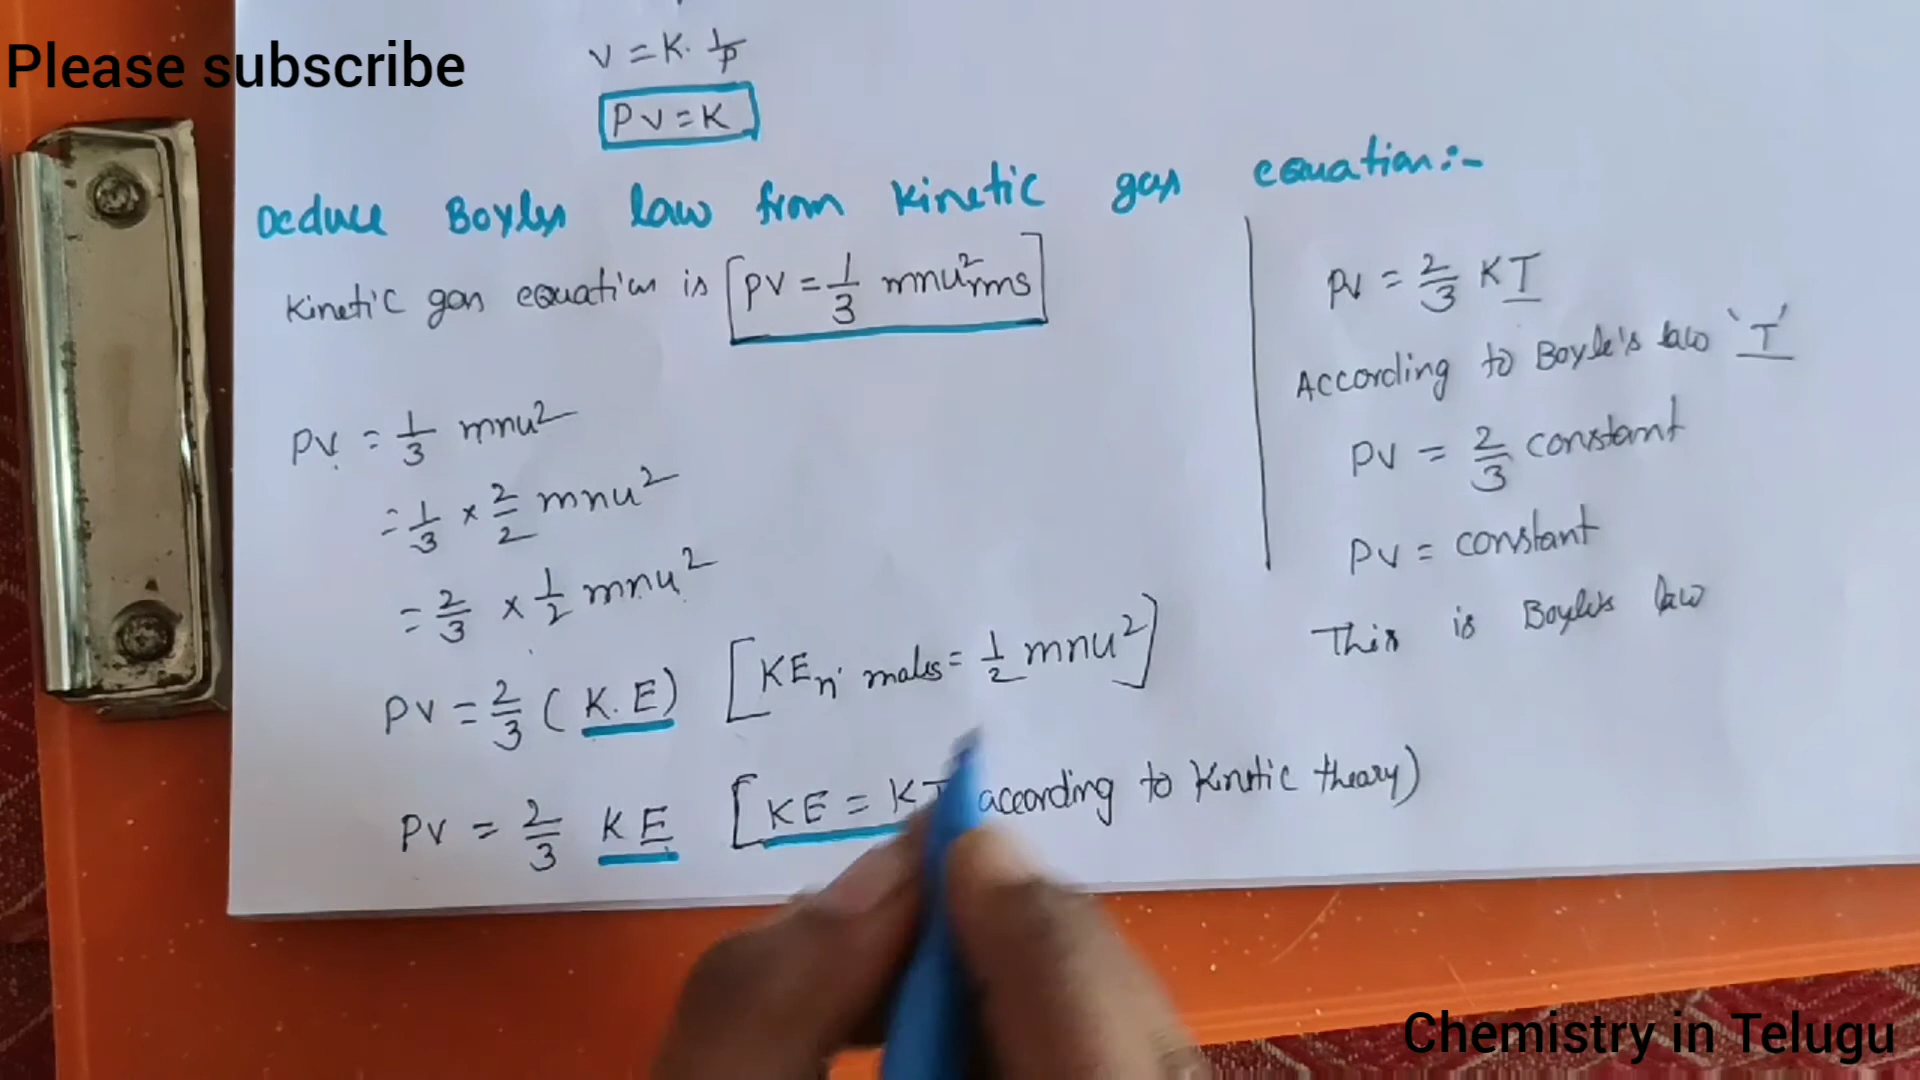 Please subscribe
V = K. 1/P
PV = K
Deduce Boyles law from kinetic gas equation:-
Kinetic gas equation is [PV = 1/3 mnu²rms]
PV = 1/3 mnu²
= 1/3 × 2/2 mnu²
= 2/3 × 1/2 mnu²
PV = 2/3 (K.E) [KE n' moles = 1/2 mnu²]
PV = 2/3 KE [KE = KT according to Kinetic theory)
PV = 2/3 KT
According to Boyle's law 'T'
PV = 2/3 constant
PV = constant
This is Boyle's law
Chemistry in Telugu